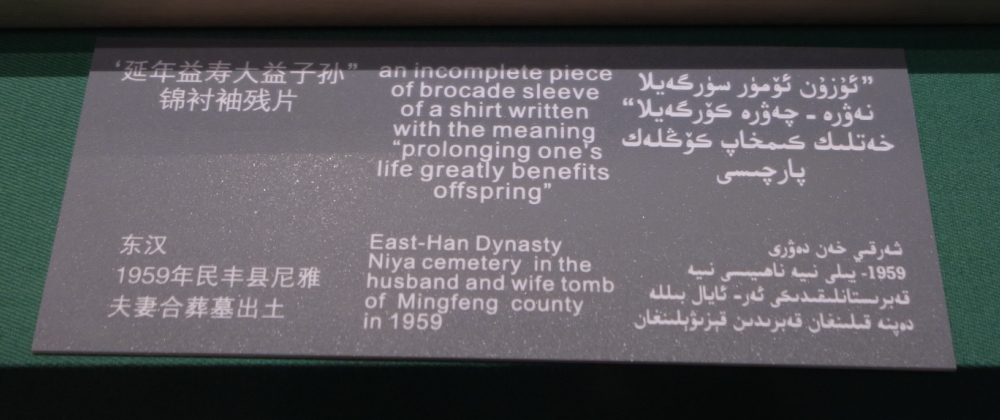 ‘延年益寿大益子孙”
锦衬袖残片
an incomplete piece
of brocade sleeve
of a shirt written
with the meaning
“prolonging one's
life greatly benefits
offspring”
”ئۇزۇن ئۆمۈر سۈرگەيلا
نەۋرە - چەۋرە كۆرگەيلا“
خەتلىك كىمخاپ كۆڭلەك
پارچىسى
东汉
1959年民丰县尼雅
夫妻合葬墓出土
East-Han Dynasty
Niya cemetery in the
husband and wife tomb
of Mingfeng county
in 1959
شەرقىي خەن دەۋرى
1959- يىلى نىيە ناھىيىسى نىيە
قەبرىستانلىقىدىكى ئەر- ئايال بىللە
دەپنە قىلىنغان قەبرىدىن قېزىۋېلىنغان